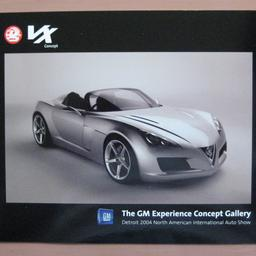 VX
Concept
The GM Experience Concept Gallery
GM
Detroit 2004 North American International Auto Show